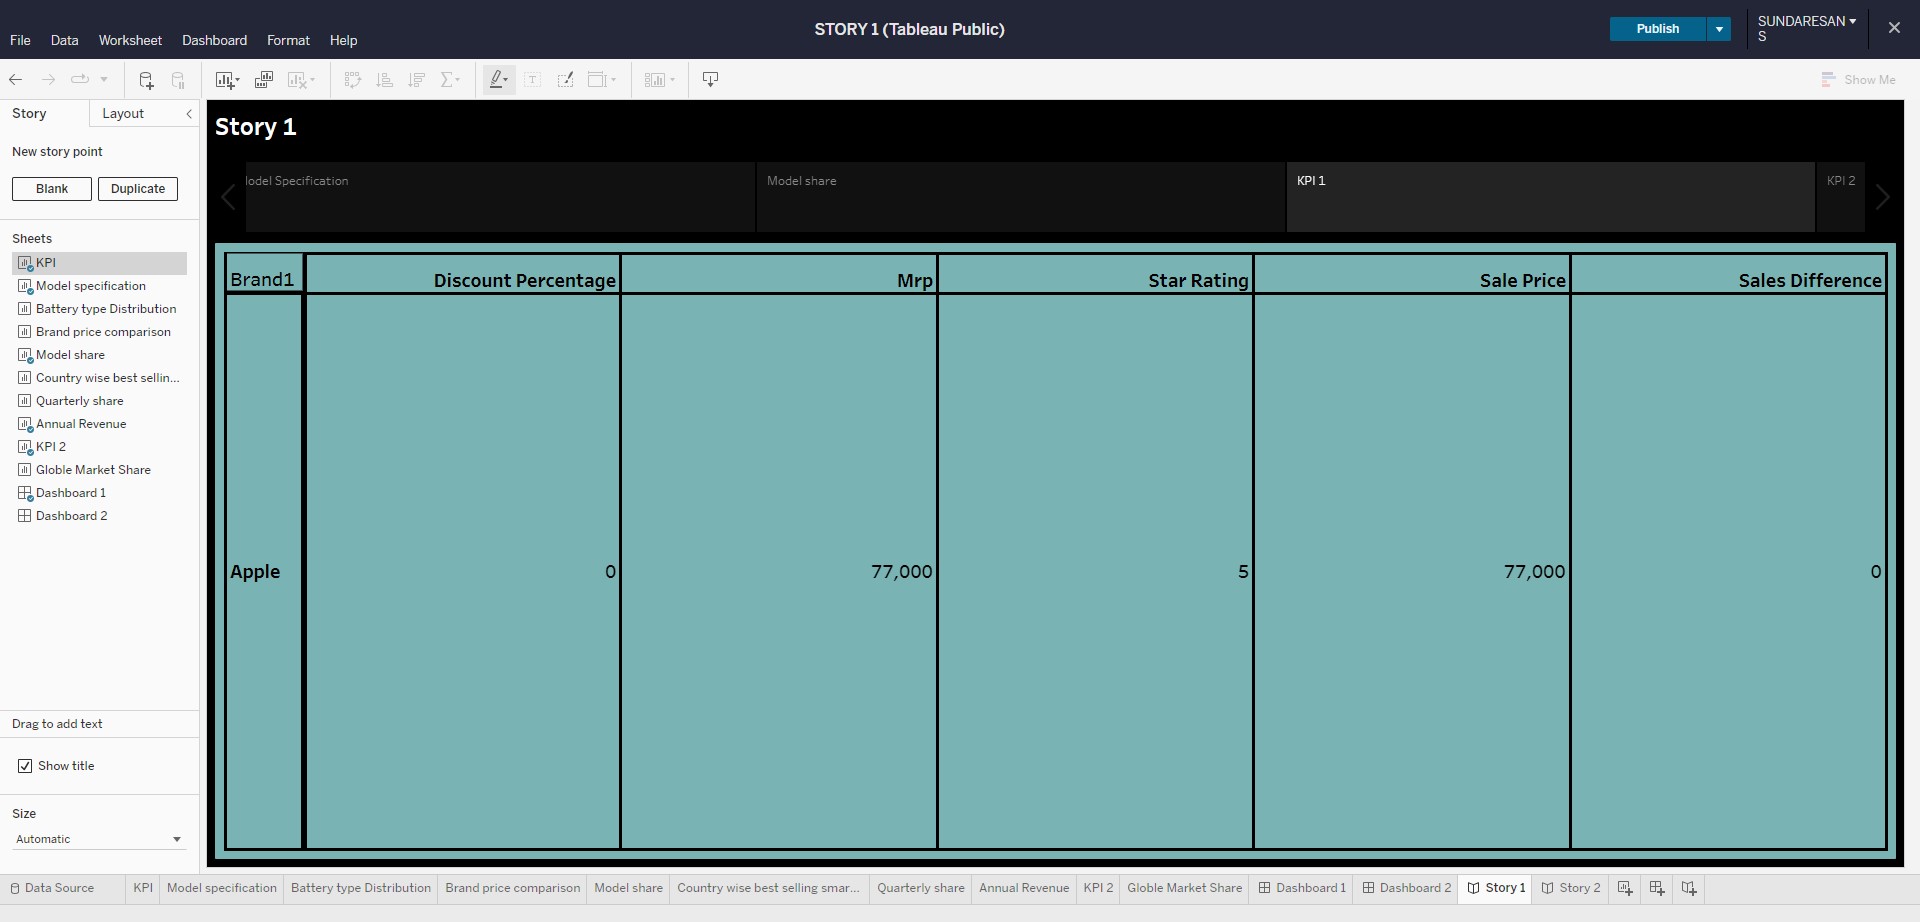 STORY 1 (Tableau Public)
Publish
SUNDARESAN
S
File Data Worksheet Dashboard Format Help
Show Me
Story Layout
New story point
Blank Duplicate
Sheets
KPI
Model specification
Battery type Distribution
Brand price comparison
Model share
Country wise best sellin...
Quarterly share
Annual Revenue
KPI 2
Globle Market Share
Dashboard 1
Dashboard 2
Drag to add text
Show title
Size
Automatic
Story 1
odel Specification Model share KPI 1 KPI 2
Brand1 Discount Percentage Mrp Star Rating Sale Price Sales Difference
Apple 0 77,000 5 77,000 0
Data Source KPI Model specification Battery type Distribution Brand price comparison Model share Country wise best selling smar... Quarterly share Annual Revenue KPI 2 Globle Market Share Dashboard 1 Dashboard 2 Story 1 Story 2